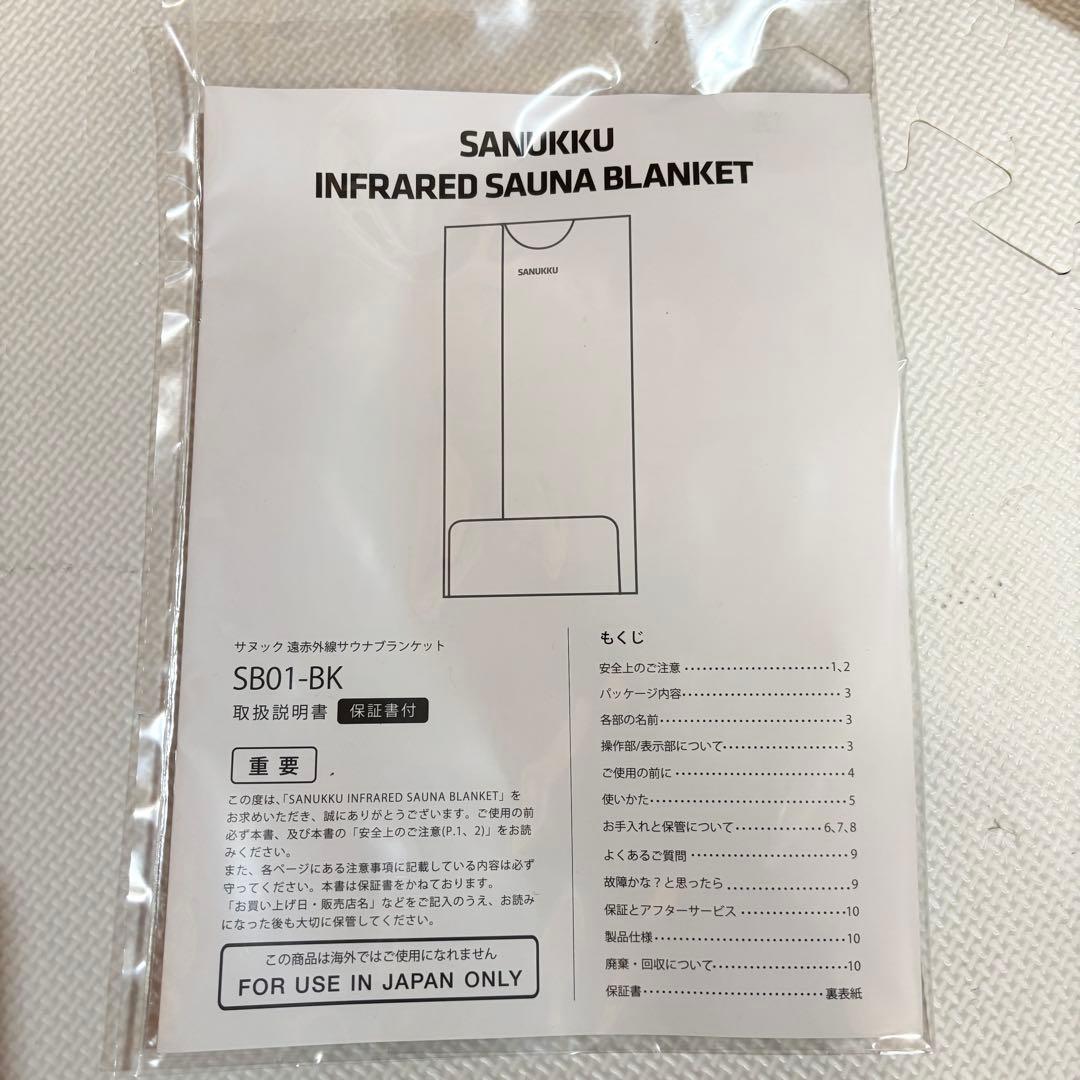 SANUKKU
INFRARED SAUNA BLANKET
SANUKKU
サヌック 遠赤外線サウナブランケット
SB01-BK
取扱説明書 保証書付
重要
この度は、「SANUKKU INFRARED SAUNA BLANKET」を
お求めいただき、誠にありがとうございます。ご使用の前
必ず本書、及び本書の「安全上のご注意(P.1、2)」をお読
みください。
また、各ページにある注意事項に記載している内容は必ず
守ってください。本書は保証書をかねております。
「お買い上げ日・販売店名」などをご記入のうえ、お読み
になった後も大切に保管してください。
この商品は海外ではご使用になれません
FOR USE IN JAPAN ONLY
もくじ
安全上のご注意・・・・・・・・・・・・・・・・・・・・・・・・・1、2
パッケージ内容・・・・・・・・・・・・・・・・・・・・・・・・・・・3
各部の名前・・・・・・・・・・・・・・・・・・・・・・・・・・・・・・・3
操作部/表示部について・・・・・・・・・・・・・・・・・・・・・3
ご使用の前に・・・・・・・・・・・・・・・・・・・・・・・・・・・・・4
使いかた・・・・・・・・・・・・・・・・・・・・・・・・・・・・・・・・・5
お手入れと保管について・・・・・・・・・・・・・・・6、7、8
よくあるご質問・・・・・・・・・・・・・・・・・・・・・・・・・・・9
故障かな？と思ったら・・・・・・・・・・・・・・・・・・・・・・9
保証とアフターサービス・・・・・・・・・・・・・・・・・・・10
製品仕様・・・・・・・・・・・・・・・・・・・・・・・・・・・・・・・・10
廃棄・回収について・・・・・・・・・・・・・・・・・・・・・・・10
保証書・・・・・・・・・・・・・・・・・・・・・・・・・・・・・・・裏表紙